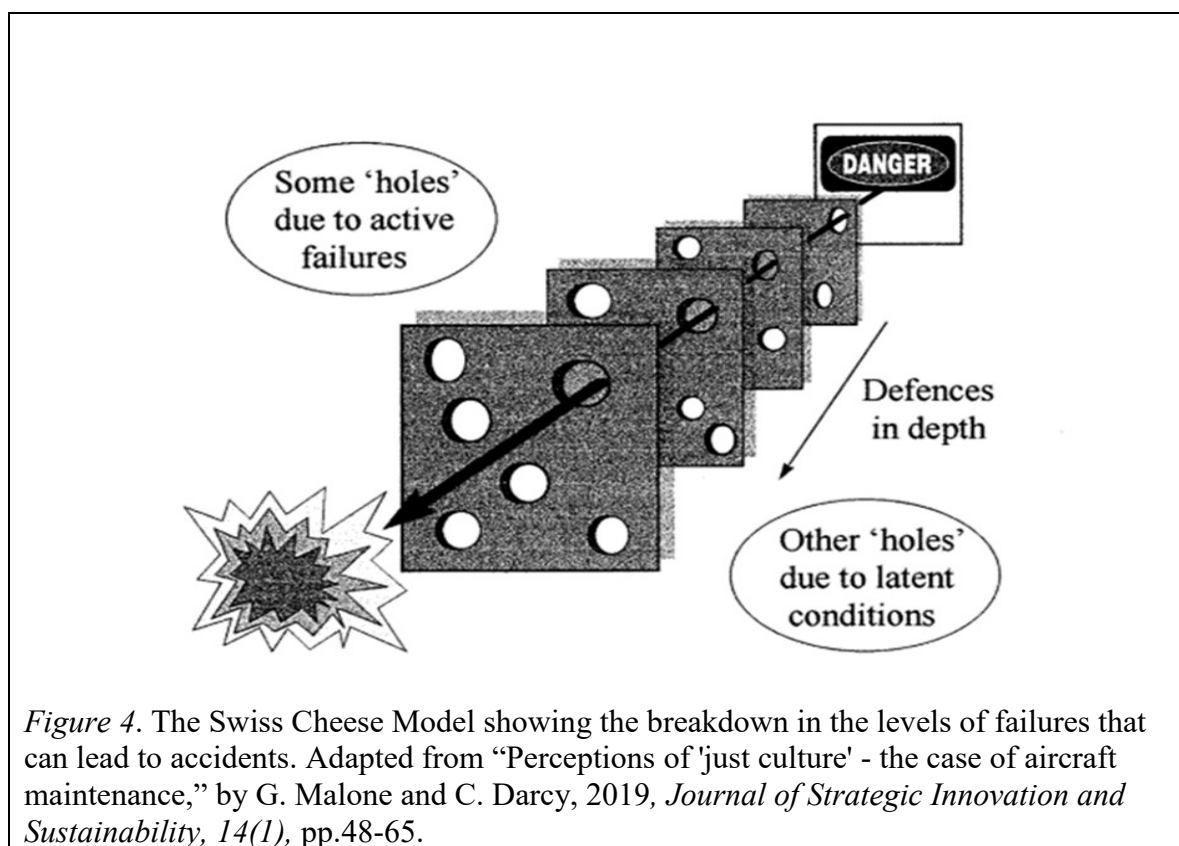 DANGER
Some ‘holes’
due to active
failures
Defences
in depth
Other ‘holes’
due to latent
conditions
Figure 4. The Swiss Cheese Model showing the breakdown in the levels of failures that
can lead to accidents. Adapted from “Perceptions of 'just culture' - the case of aircraft
maintenance,” by G. Malone and C. Darcy, 2019, Journal of Strategic Innovation and
Sustainability, 14(1), pp.48-65.